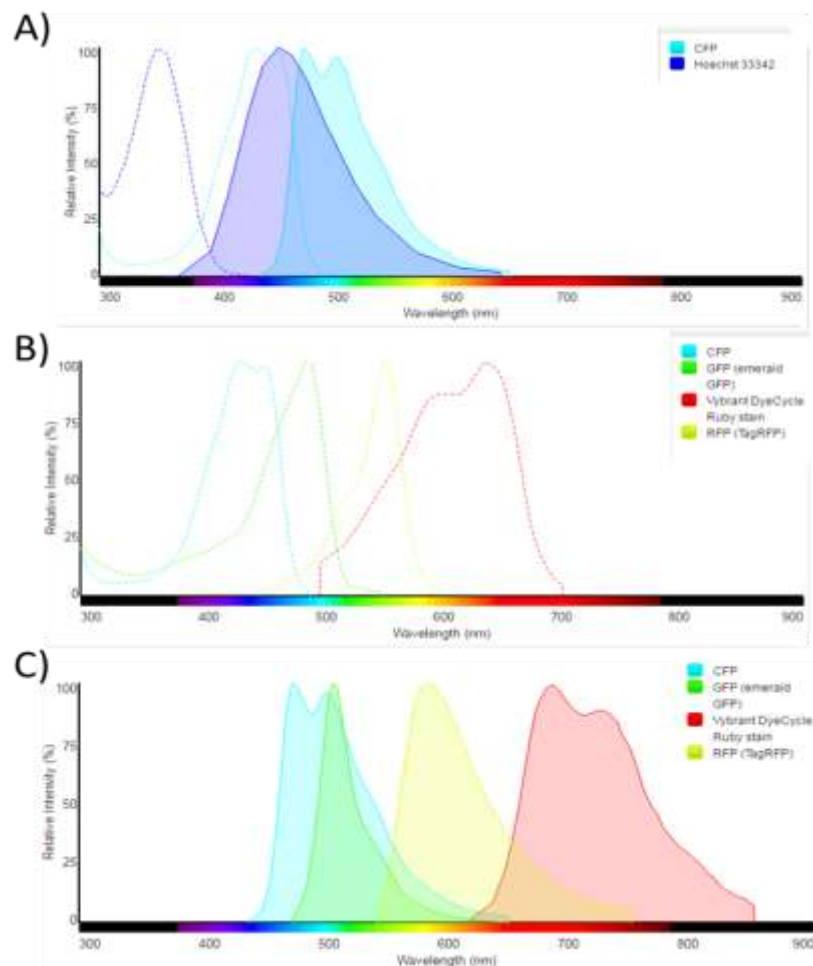 A)
CFP
Hoechst 33342
Relative Intensity (%)
100
75
50
25
0
300 400 500 600 700 800 900
Wavelength (nm)
B)
CFP
GFP (emerald
GFP)
Vybrant DyeCycle
Ruby stain
RFP (TagRFP)
Relative Intensity (%)
100
75
50
25
0
300 400 500 600 700 800 900
Wavelength (nm)
C)
CFP
GFP (emerald
GFP)
Vybrant DyeCycle
Ruby stain
RFP (TagRFP)
Relative Intensity (%)
100
75
50
25
0
300 400 500 600 700 800 900
Wavelength (nm)